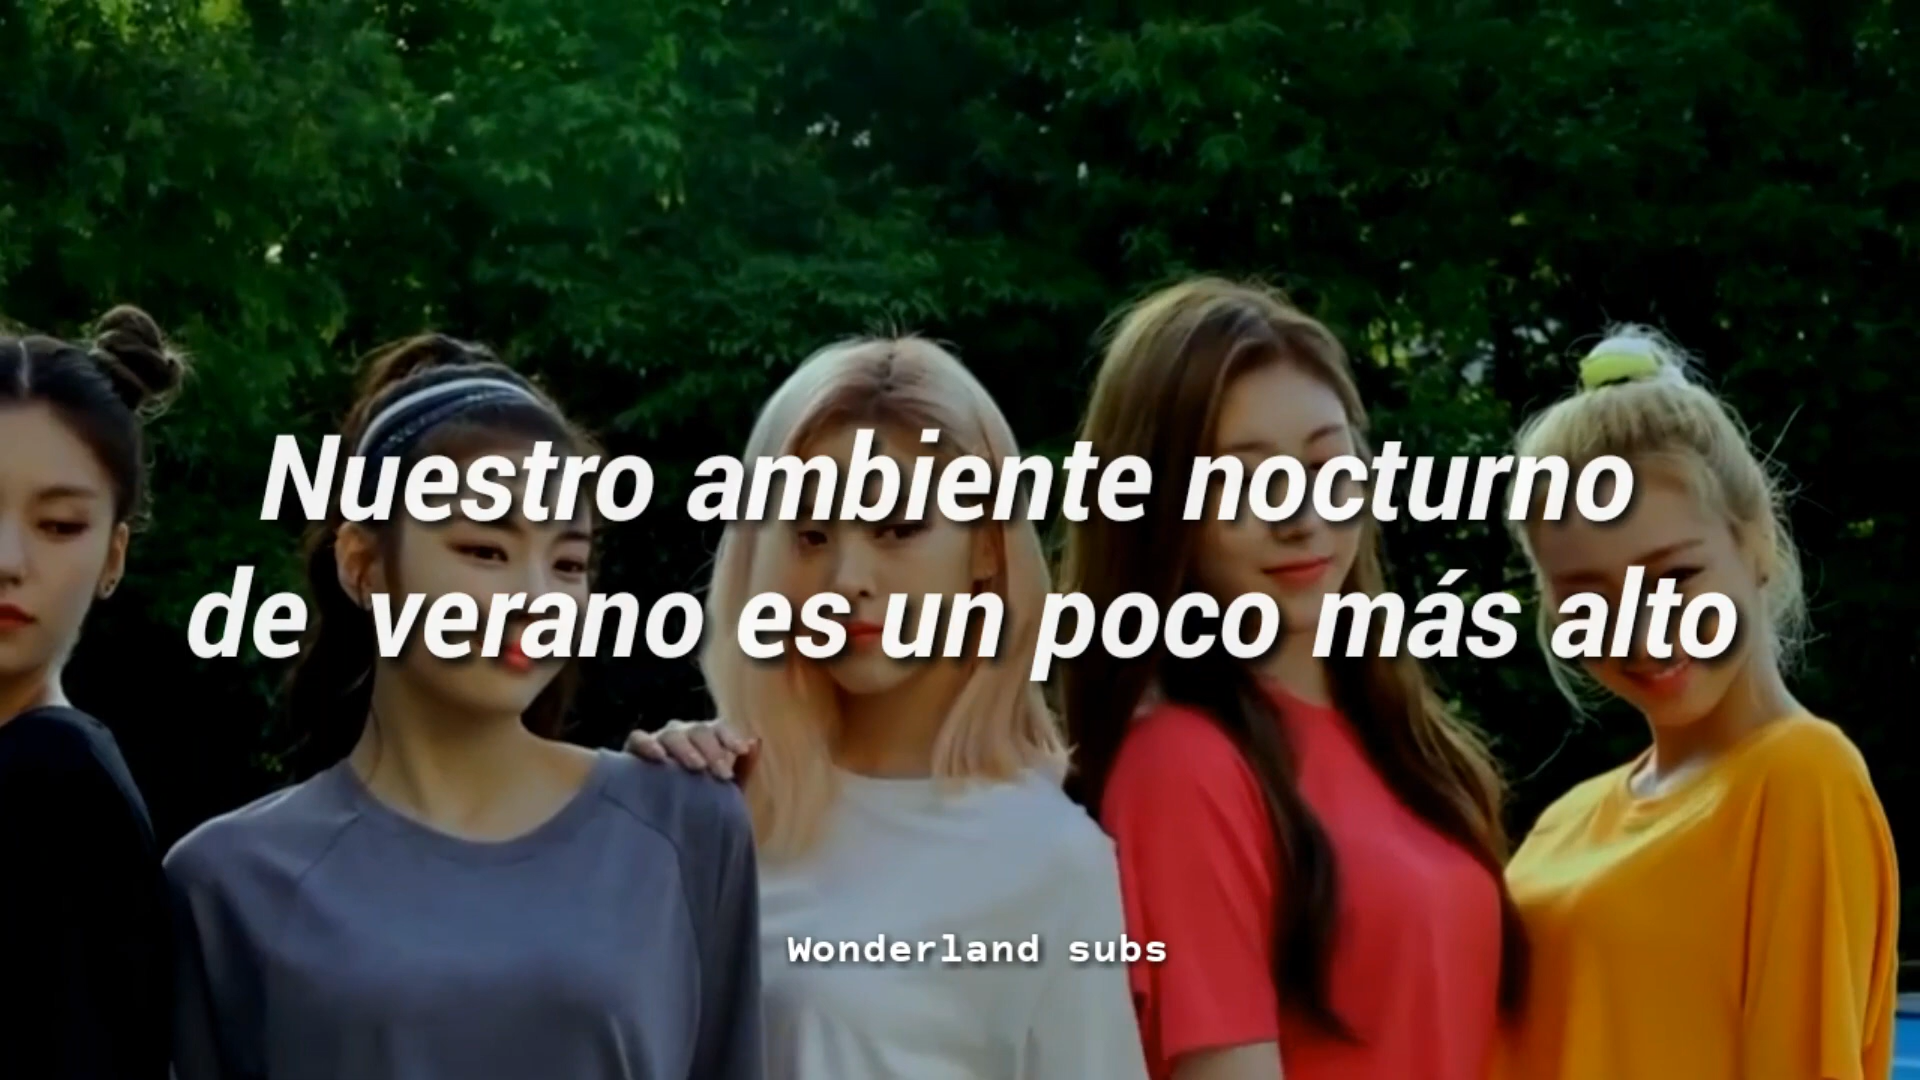 Nuestro ambiente nocturno
de verano es un poco más alto
Wonderland subs